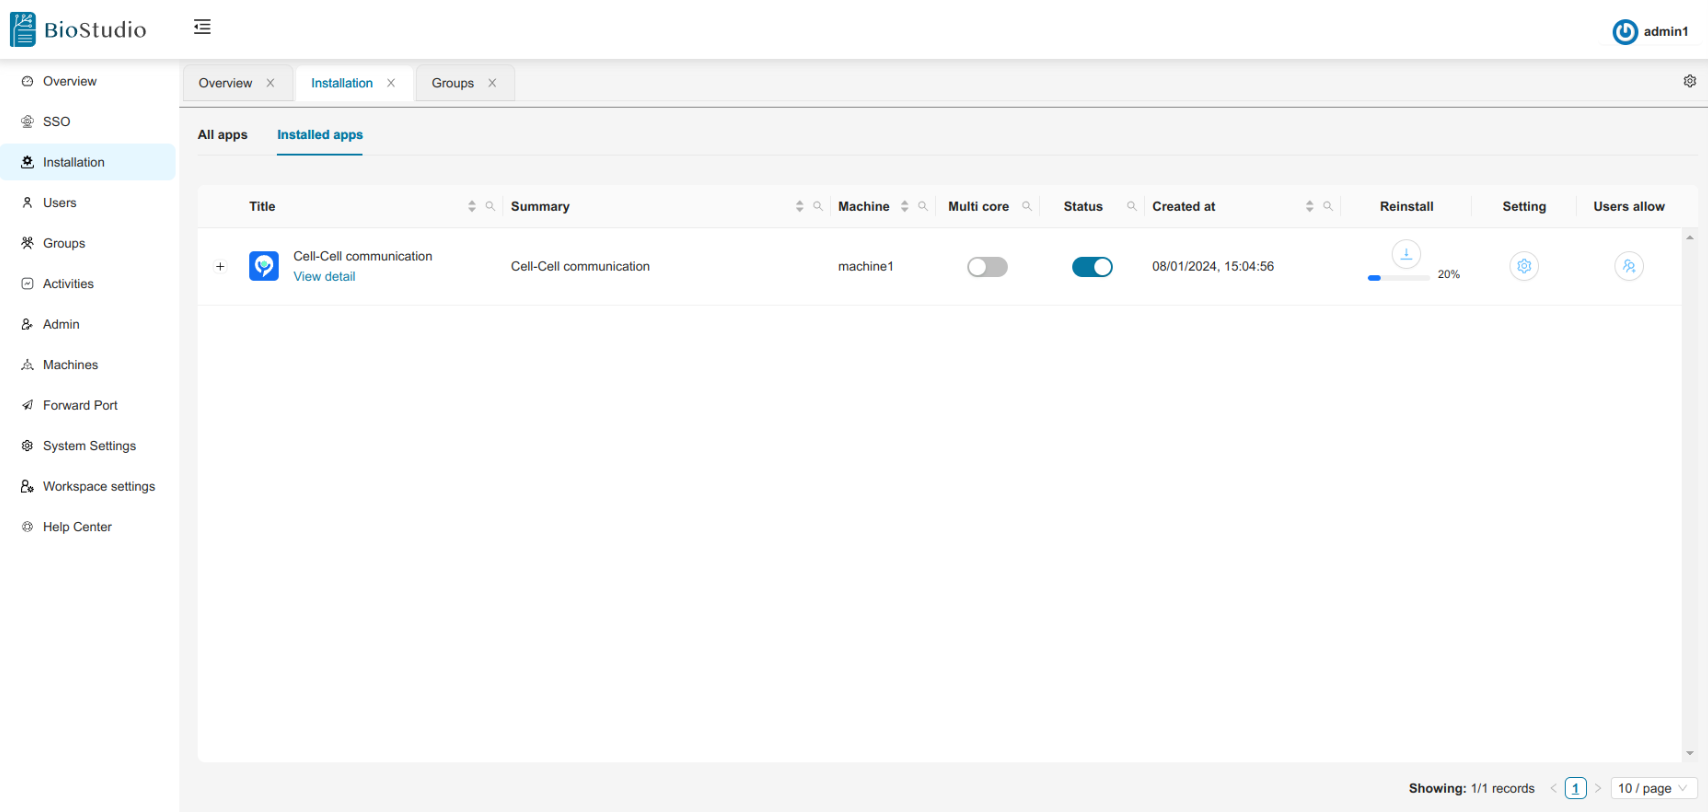 BioStudio
admin1
Overview
SSO
Installation
Users
Groups
Activities
Admin
Machines
Forward Port
System Settings
Workspace settings
Help Center
Overview Installation Groups
All apps Installed apps
Title Summary Machine Multi core Status Created at Reinstall Setting Users allow
Cell-Cell communication
View detail
Cell-Cell communication machine1 08/01/2024, 15:04:56 20%
Showing: 1/1 records 1 10 / page